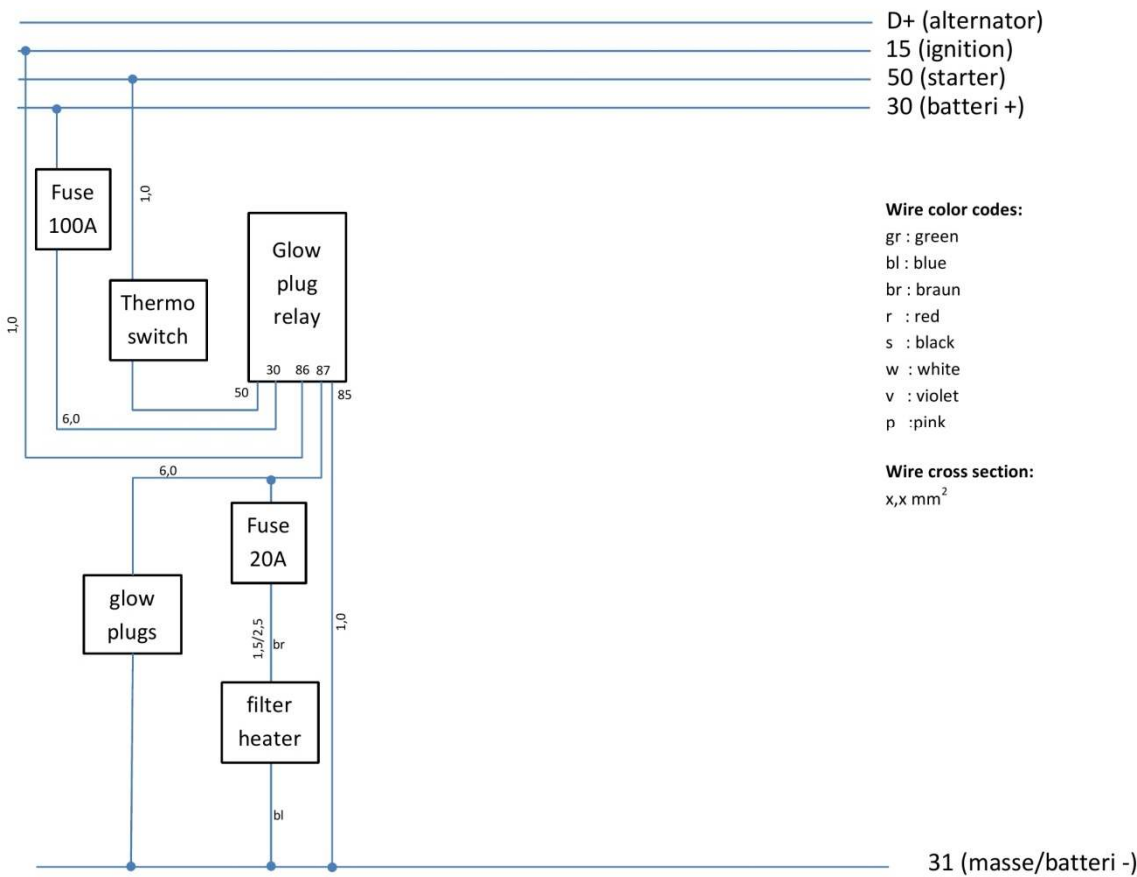 D+ (alternator)
15 (ignition)
50 (starter)
30 (batteri +)
Fuse
100A
1,0
Glow
plug
relay
Thermo
switch
1,0
30 86 87
50
85
6,0
6,0
Fuse
20A
glow
plugs
1,5/2,5
br
1,0
filter
heater
bl
31 (masse/batteri -)
Wire color codes:
gr : green
bl : blue
br : braun
r : red
s : black
w : white
v : violet
p :pink
Wire cross section:
x,x mm²